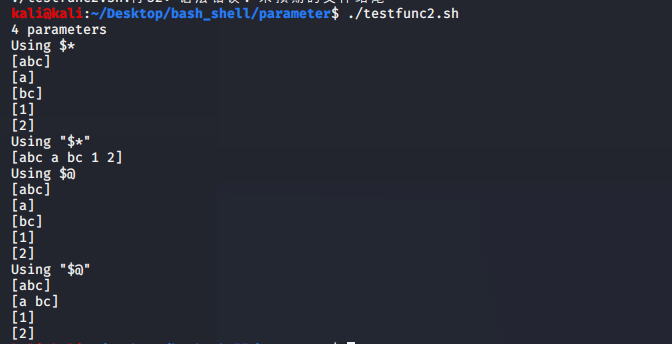 kali@kali:~/Desktop/bash_shell/parameter$ ./testfunc2.sh
4 parameters
Using $*
[abc]
[a]
[bc]
[1]
[2]
Using "$*"
[abc a bc 1 2]
Using $@
[abc]
[a]
[bc]
[1]
[2]
Using "$@"
[abc]
[a bc]
[1]
[2]